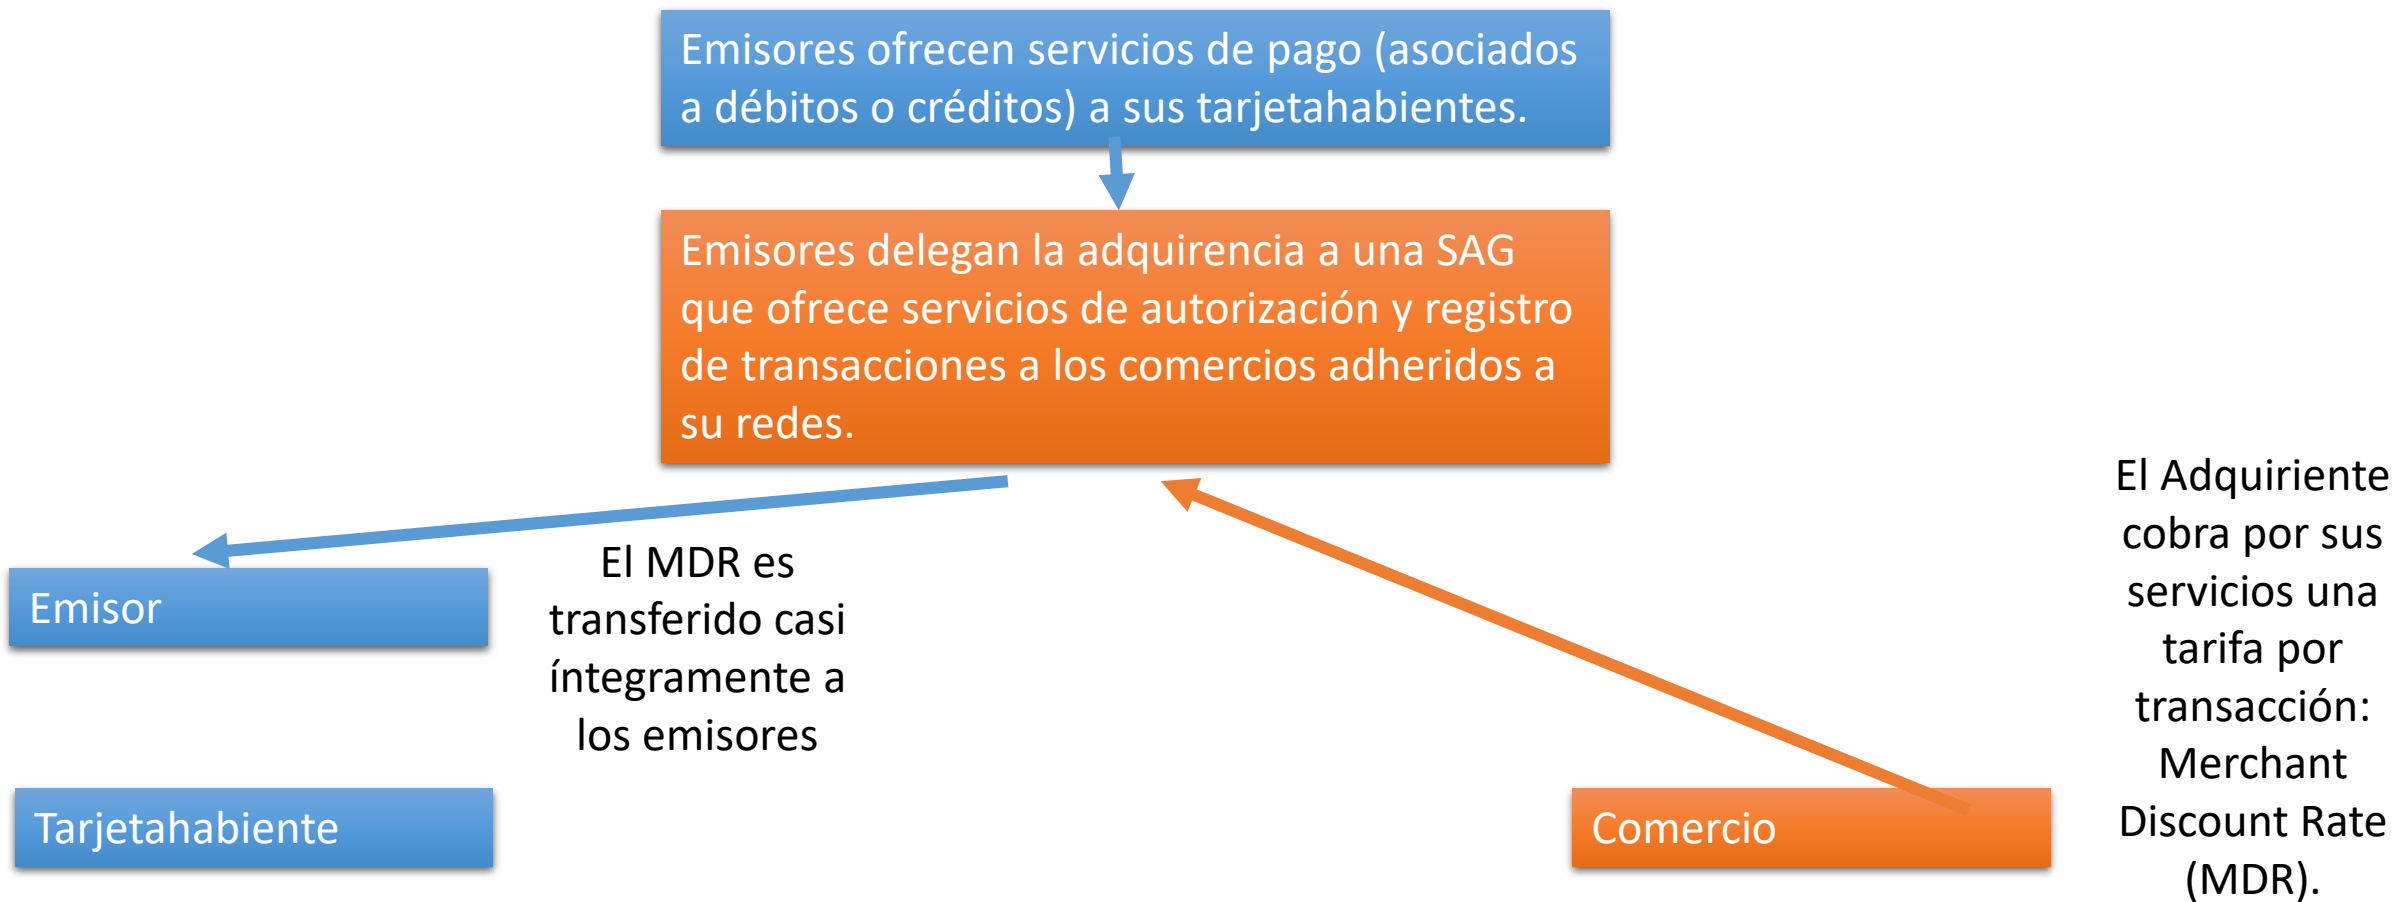 Emisores ofrecen servicios de pago (asociados
a débitos o créditos) a sus tarjetahabientes.
Emisores delegan la adquirencia a una SAG
que ofrece servicios de autorización y registro
de transacciones a los comercios adheridos a
su redes.
Emisor
El MDR es
transferido casi
íntegramente a
los emisores
Tarjetahabiente
Comercio
El Adquiriente
cobra por sus
servicios una
tarifa por
transacción:
Merchant
Discount Rate
(MDR).